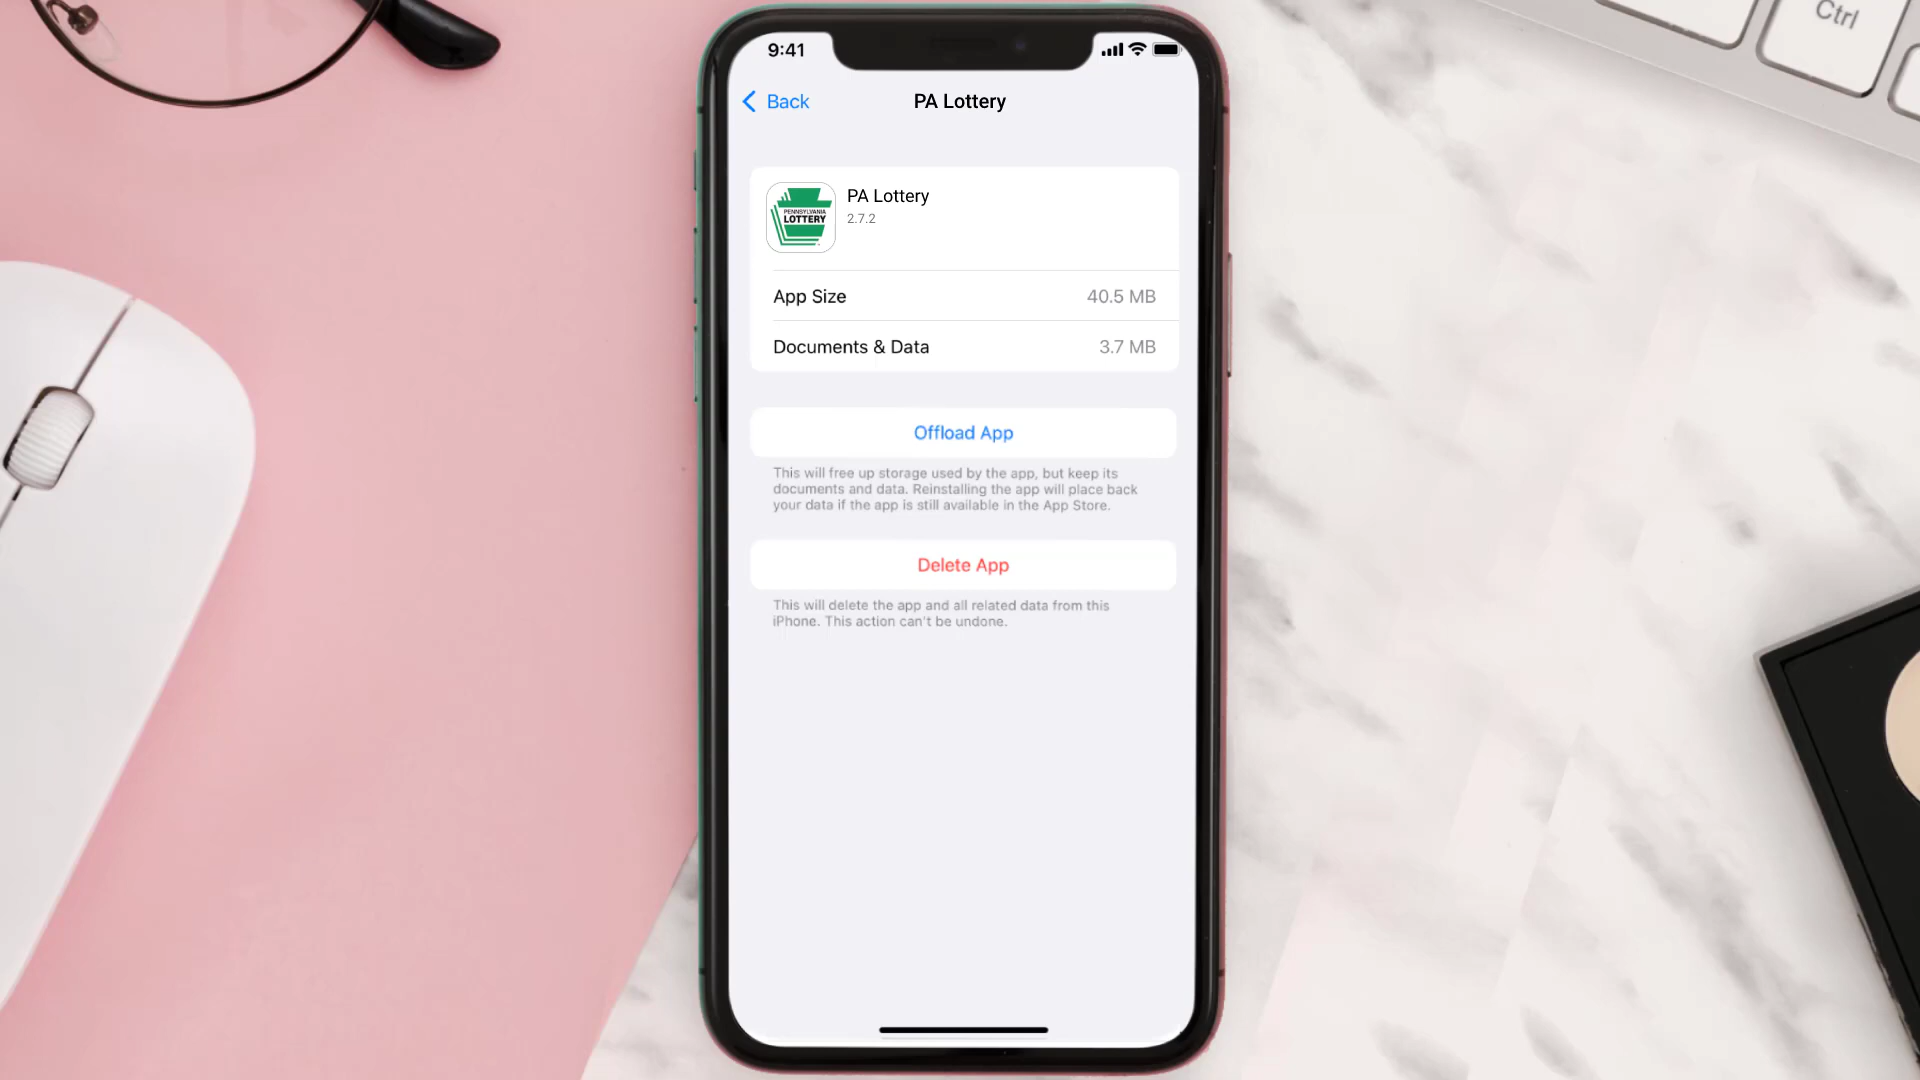 Ctrl
9:41
Back
PA Lottery
PENNSYLVANIA
LOTTERY
PA Lottery
2.7.2
App Size 40.5 MB
Documents & Data 3.7 MB
Offload App
This will free up storage used by the app, but keep its
documents and data. Reinstalling the app will place back
your data if the app is still available in the App Store.
Delete App
This will delete the app and all related data from this
iPhone. This action can't be undone.